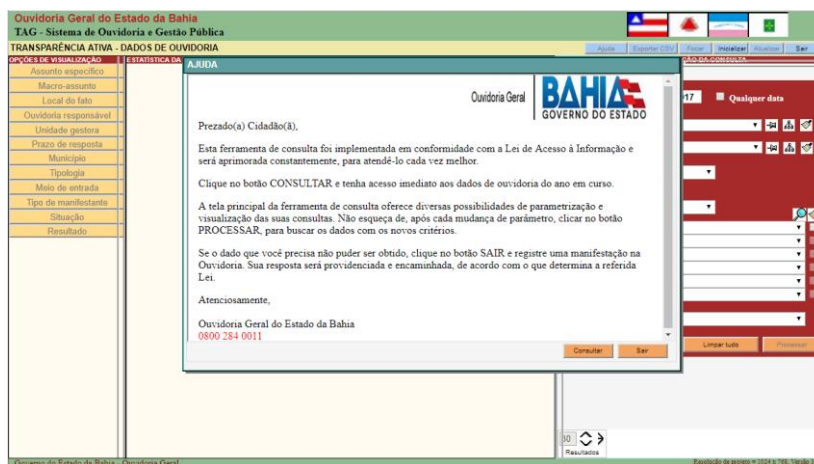 Ouvidoria Geral do Estado da Bahia
TAG - Sistema de Ouvidoria e Gestão Pública
TRANSPARÊNCIA ATIVA - DADOS DE OUVIDORIA
Ajuda Exportar CSV Focar Inicializar Atualizar Sair
OPÇÕES DE VISUALIZAÇÃO
ESTATÍSTICA DA
ÇÃO DA CONSULTA
Assunto específico
Macro-assunto
Local do fato
Ouvidoria responsável
Unidade gestora
Prazo de resposta
Município
Tipologia
Meio de entrada
Tipo de manifestante
Situação
Resultado
AJUDA
Ouvidoria Geral
BAHIA
GOVERNO DO ESTADO
Prezado(a) Cidadão(ã),
Esta ferramenta de consulta foi implementada em conformidade com a Lei de Acesso à Informação e
será aprimorada constantemente, para atendê-lo cada vez melhor.
Clique no botão CONSULTAR e tenha acesso imediato aos dados de ouvidoria do ano em curso.
A tela principal da ferramenta de consulta oferece diversas possibilidades de parametrização e
visualização das suas consultas. Não esqueça de, após cada mudança de parâmetro, clicar no botão
PROCESSAR, para buscar os dados com os novos critérios.
Se o dado que você precisa não puder ser obtido, clique no botão SAIR e registre uma manifestação na
Ouvidoria. Sua resposta será providenciada e encaminhada, de acordo com o que determina a referida
Lei.
Atenciosamente,
Ouvidoria Geral do Estado da Bahia
0800 284 0011
Consultar Sair
17 Qualquer data
Limpar tudo Processar
Resultados
Governo do Estado da Bahia - Ouvidoria Geral